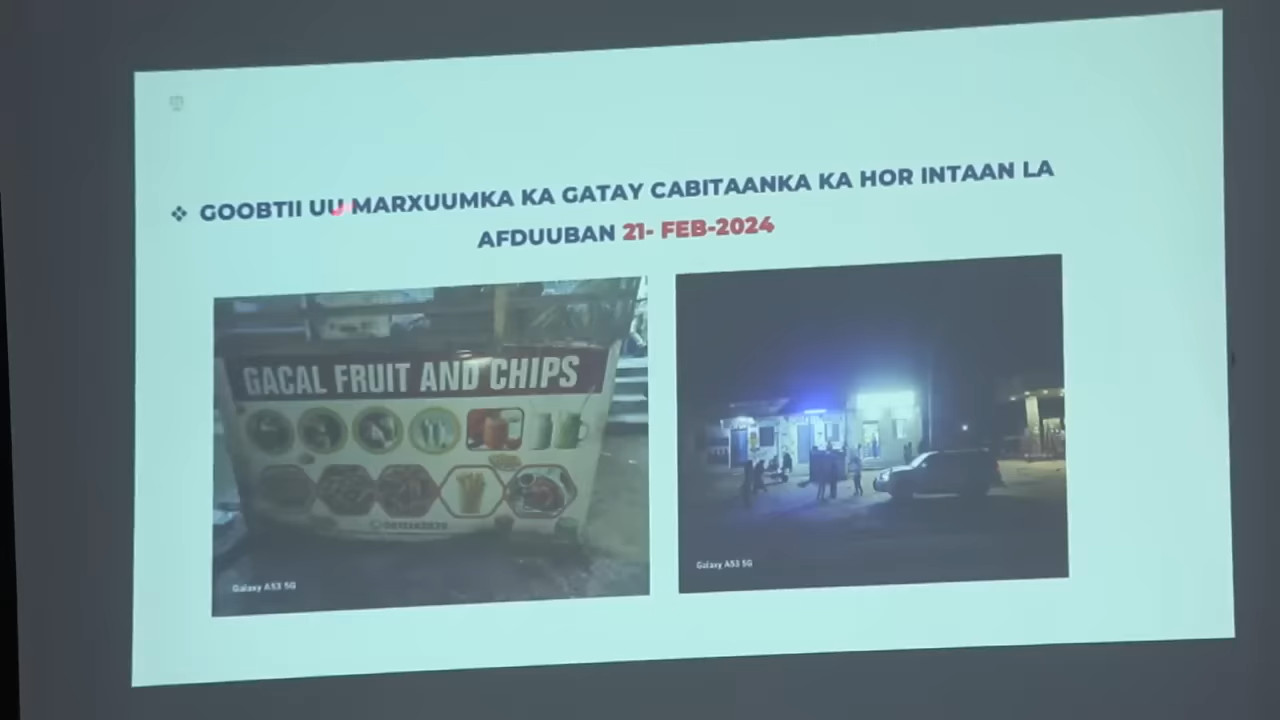 ❖ GOOBTII UU MARXUUMKA KA GATAY CABITAANKA KA HOR INTAAN LA
AFDUUBAN 21- FEB-2024
GACAL FRUIT AND CHIPS
Galaxy A53 5G
Galaxy A53 5G